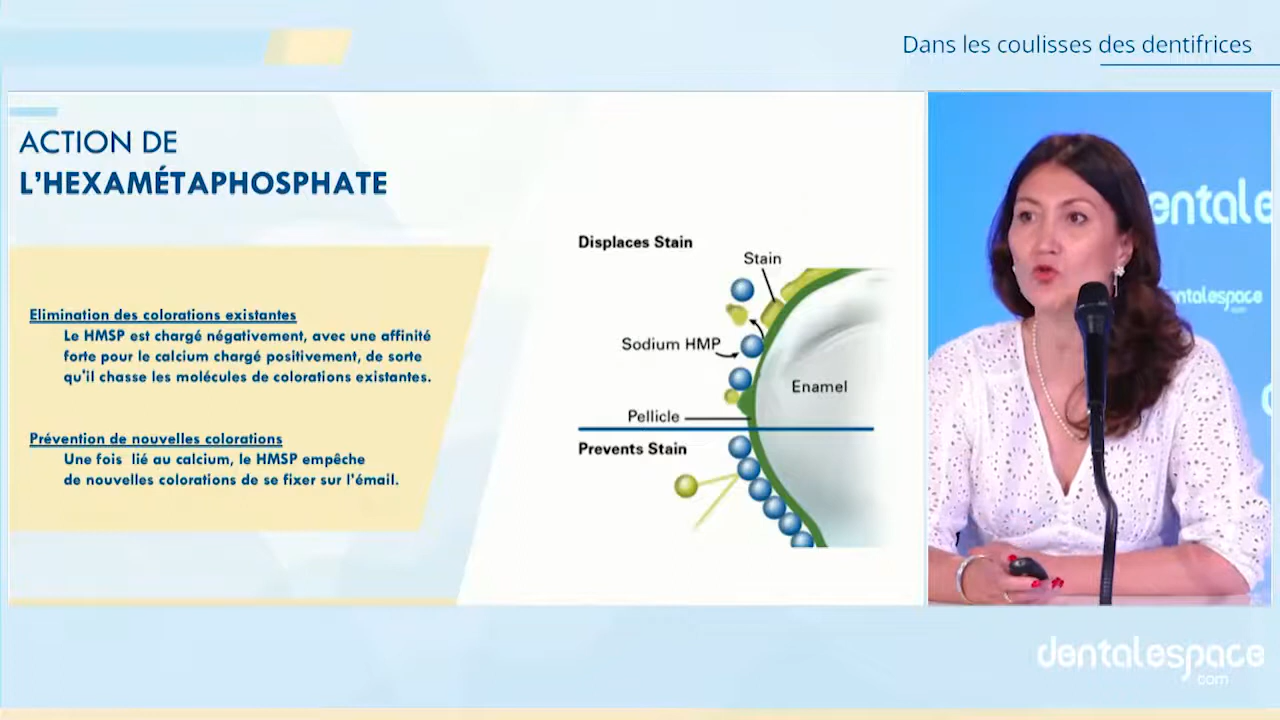 Dans les coulisses des dentifrices
ACTION DE
L'HEXAMÉTAPHOSPHATE
Elimination des colorations existantes
Le HMSP est chargé négativement, avec une affinité
forte pour le calcium chargé positivement, de sorte
qu'il chasse les molécules de colorations existantes.
Prévention de nouvelles colorations
Une fois lié au calcium, le HMSP empêche
de nouvelles colorations de se fixer sur l'émail.
Displaces Stain
Stain
Sodium HMP
Enamel
Pellicle
Prevents Stain
entale
entalespace
com
dentalespace
.com